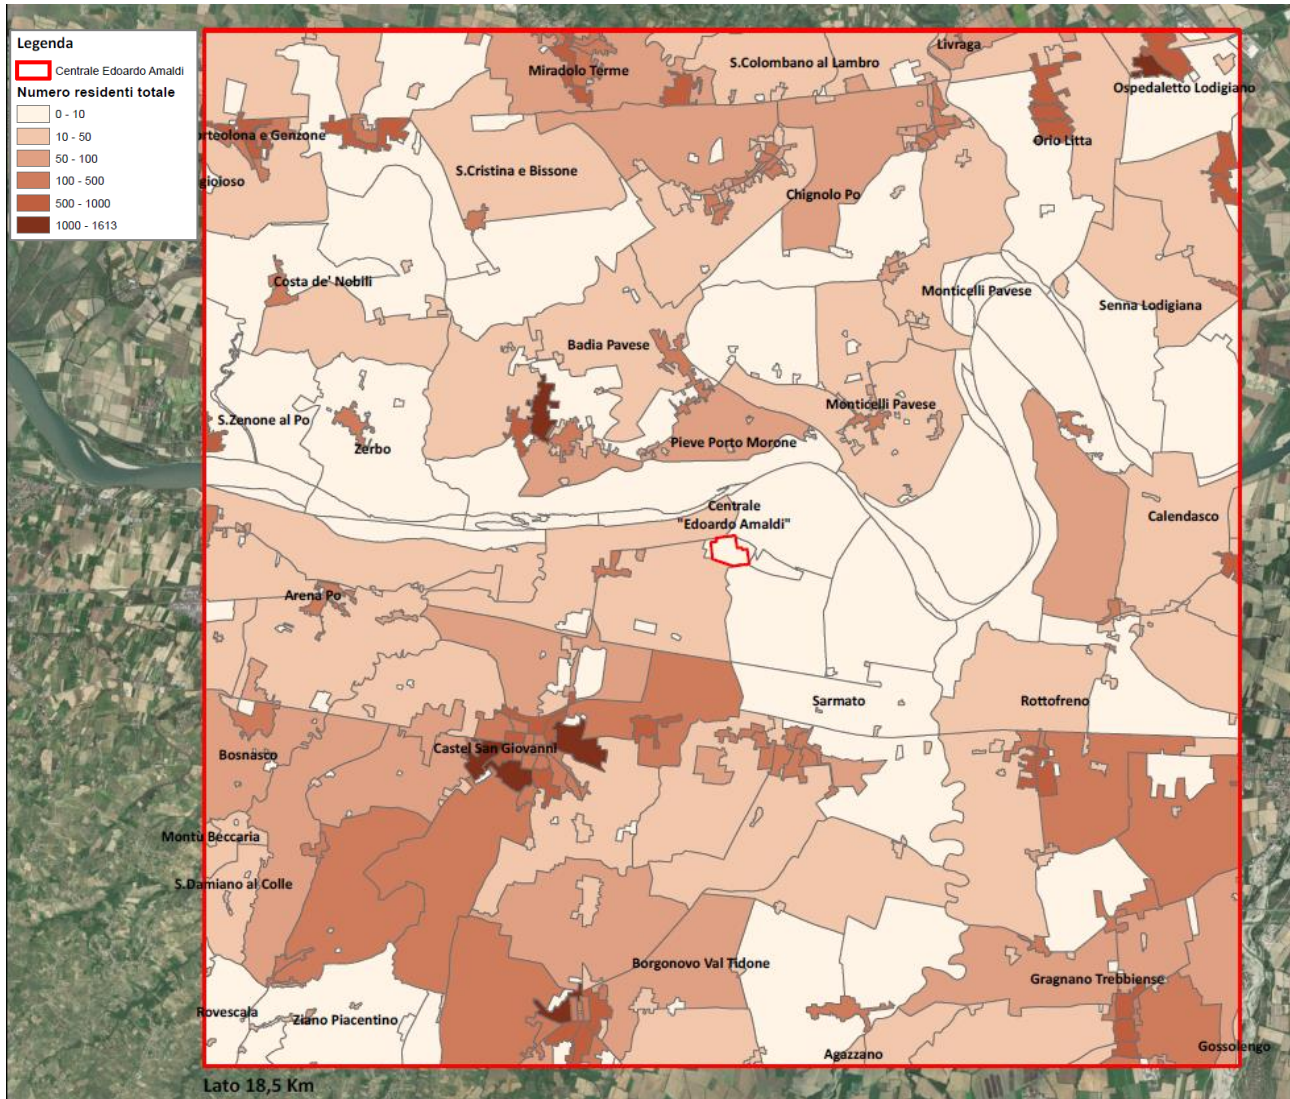 Legenda
Centrale Edoardo Amaldi
Numero residenti totale
0 - 10
10 - 50
50 - 100
100 - 500
500 - 1000
1000 - 1613
Livraga
S.Colombano al Lambro
Miradolo Terme
Ospedaletto Lodigiano
orteolona e Genzone
Orio Litta
S.Cristina e Bissone
gioioso
Chignolo Po
Costa de' Nobili
Monticelli Pavese
Senna Lodigiana
Badia Pavese
Monticelli Pavese
S.Zenone al Po
Pieve Porto Morone
Zerbo
Centrale
"Edoardo Amaldi"
Calendasco
Arena Po
Sarmato
Rottofreno
Castel San Giovanni
Bosnasco
Montù Beccaria
S.Damiano al Colle
Borgonovo Val Tidone
Gragnano Trebbiense
Rovescala
Ziano Piacentino
Gossolengo
Agazzano
Lato 18,5 Km